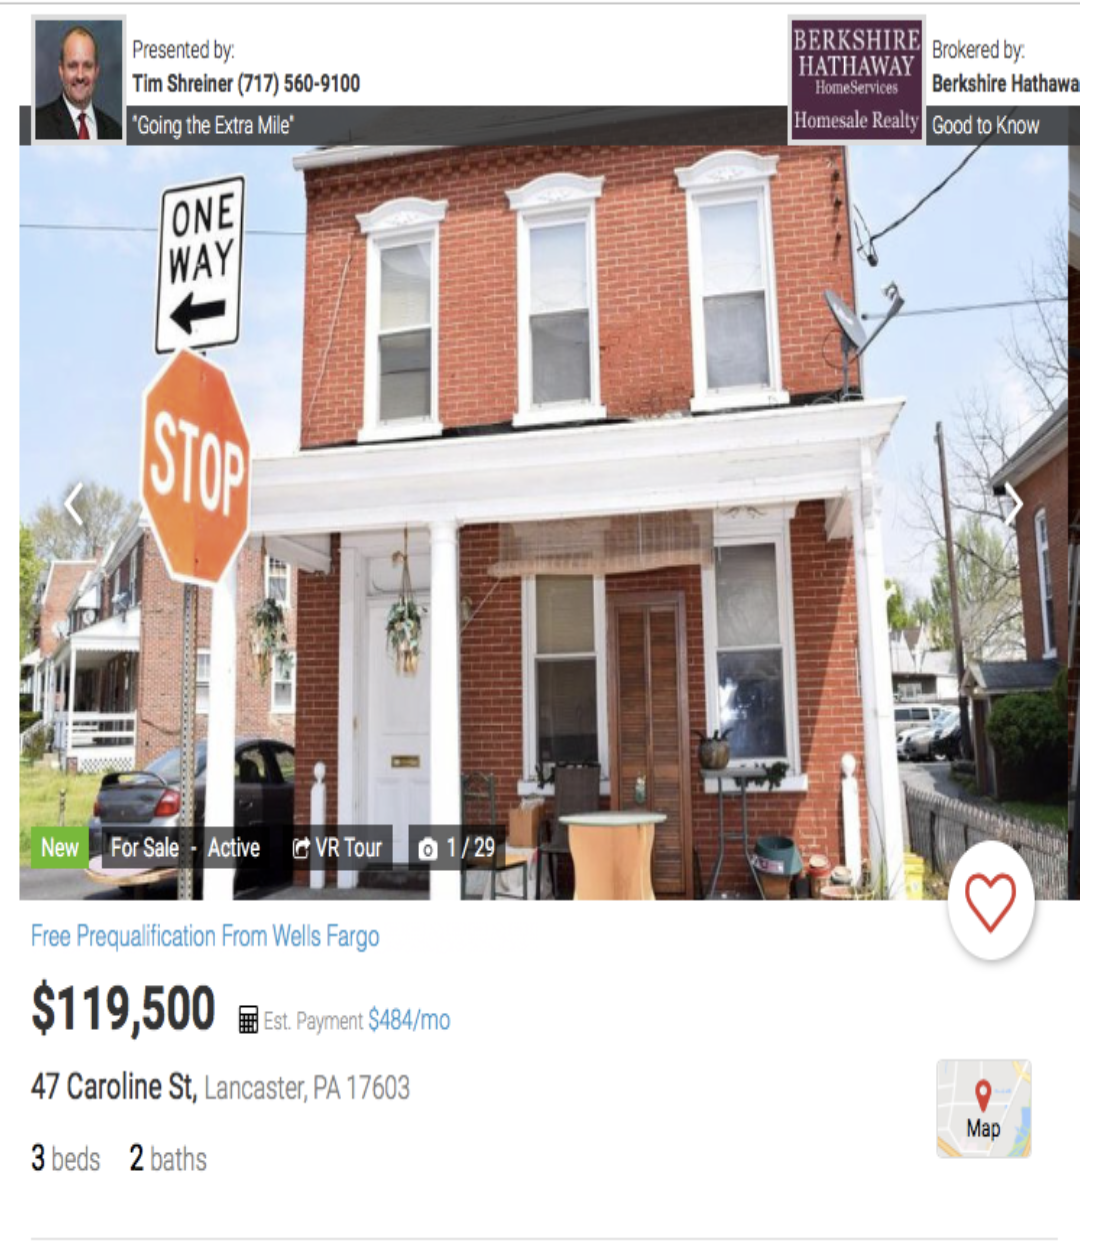 Presented by:
Tim Shreiner (717) 560-9100
"Going the Extra Mile"
BERKSHIRE
HATHAWAY
HomeServices
Homesale Realty
Brokered by:
Berkshire Hathawa
Good to Know
ONE
WAY
STOP
New
For Sale - Active
VR Tour
1 / 29
Free Prequalification From Wells Fargo
$119,500 Est. Payment $484/mo
47 Caroline St, Lancaster, PA 17603
Map
3 beds 2 baths